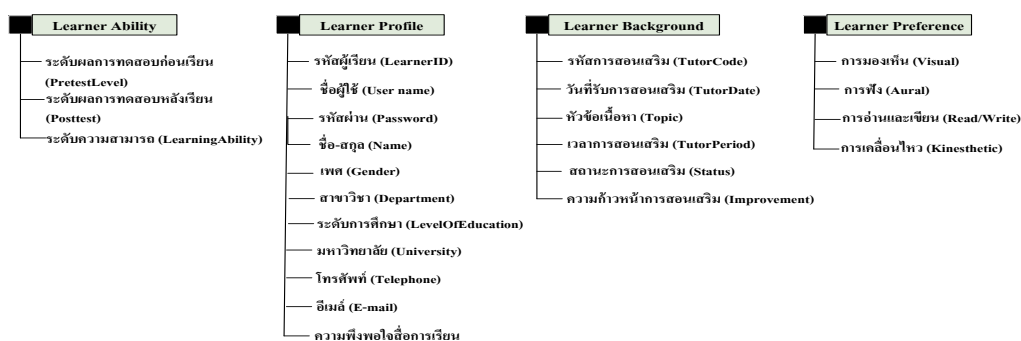 Learner Ability
ระดับผลการทดสอบก่อนเรียน
(PretestLevel)
ระดับผลการทดสอบหลังเรียน
(Posttest)
ระดับความสามารถ (LearningAbility)
Learner Profile
รหัสผู้เรียน (LearnerID)
ชื่อผู้ใช้ (User name)
รหัสผ่าน (Password)
ชื่อ-สกุล (Name)
เพศ (Gender)
สาขาวิชา (Department)
ระดับการศึกษา (LevelOfEducation)
มหาวิทยาลัย (University)
โทรศัพท์ (Telephone)
อีเมล์ (E-mail)
ความพึงพอใจสื่อการเรียน
Learner Background
รหัสการสอนเสริม (TutorCode)
วันที่รับการสอนเสริม (TutorDate)
หัวข้อเนื้อหา (Topic)
เวลาการสอนเสริม (TutorPeriod)
สถานะการสอนเสริม (Status)
ความก้าวหน้าการสอนเสริม (Improvement)
Learner Preference
การมองเห็น (Visual)
การฟัง (Aural)
การอ่านและเขียน (Read/Write)
การเคลื่อนไหว (Kinesthetic)